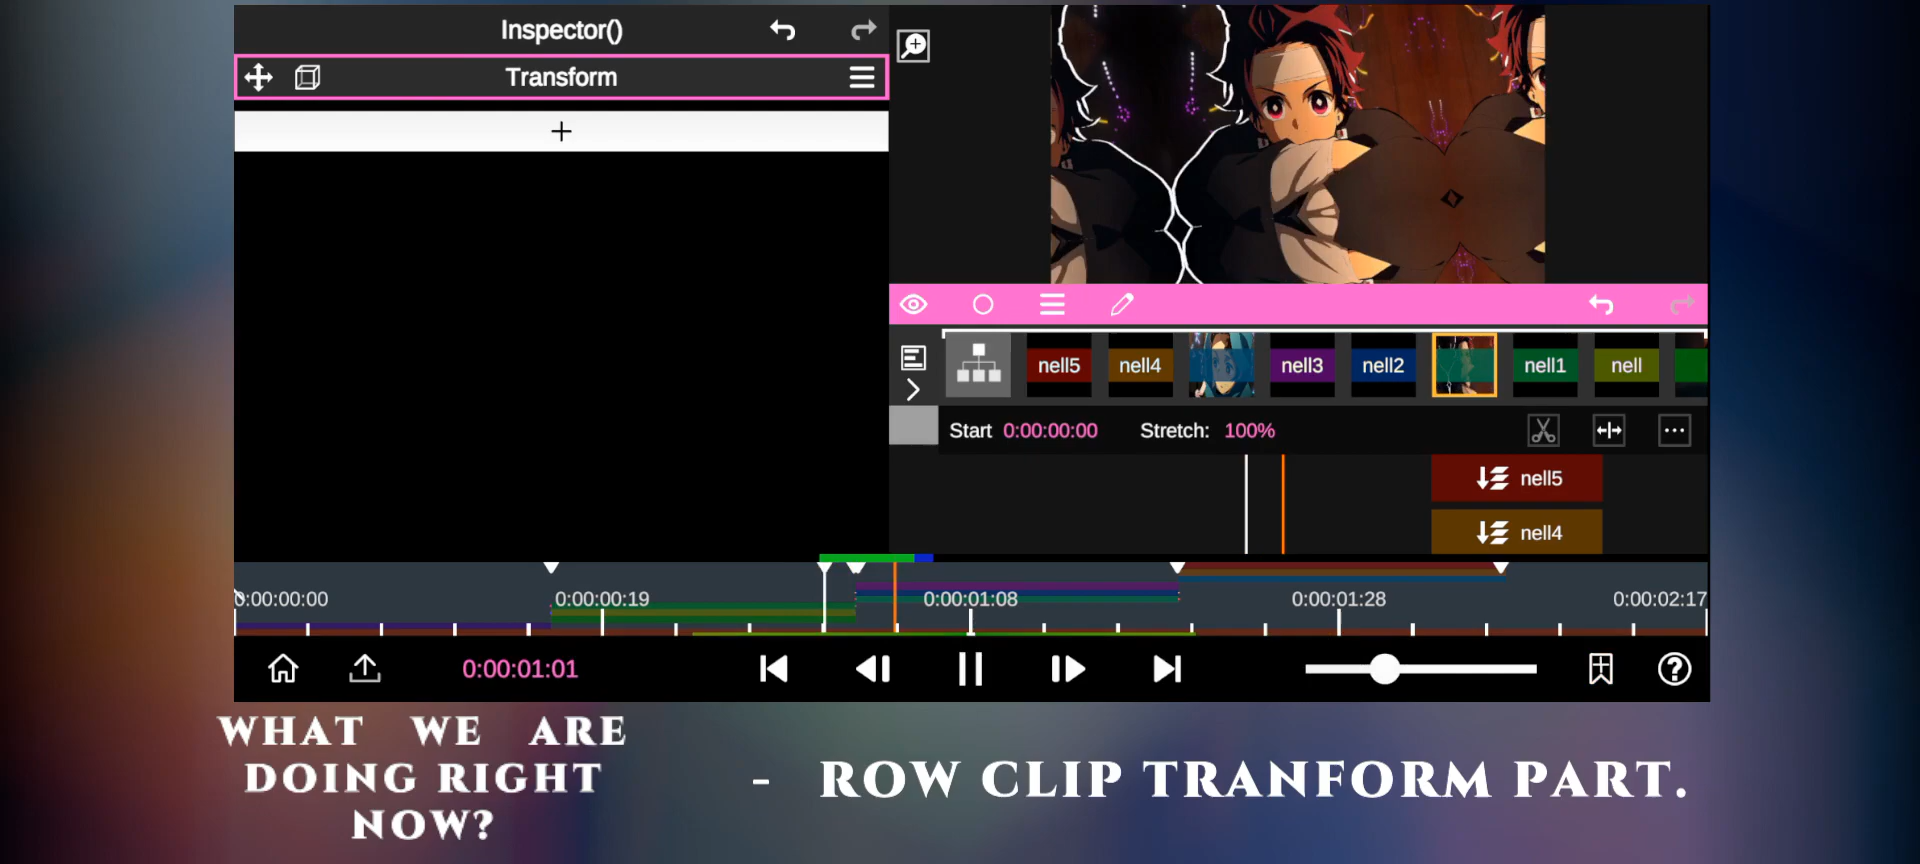 Inspector()
Transform
+
nell5
nell4
nell3
nell2
nell1
nell
Start 0:00:00:00 Stretch: 100%
nell5
nell4
0:00:00:00
0:00:00:19
0:00:01:08
0:00:01:28
0:00:02:17
0:00:01:01
WHAT WE ARE
DOING RIGHT
NOW?
- ROW CLIP TRANFORM PART.